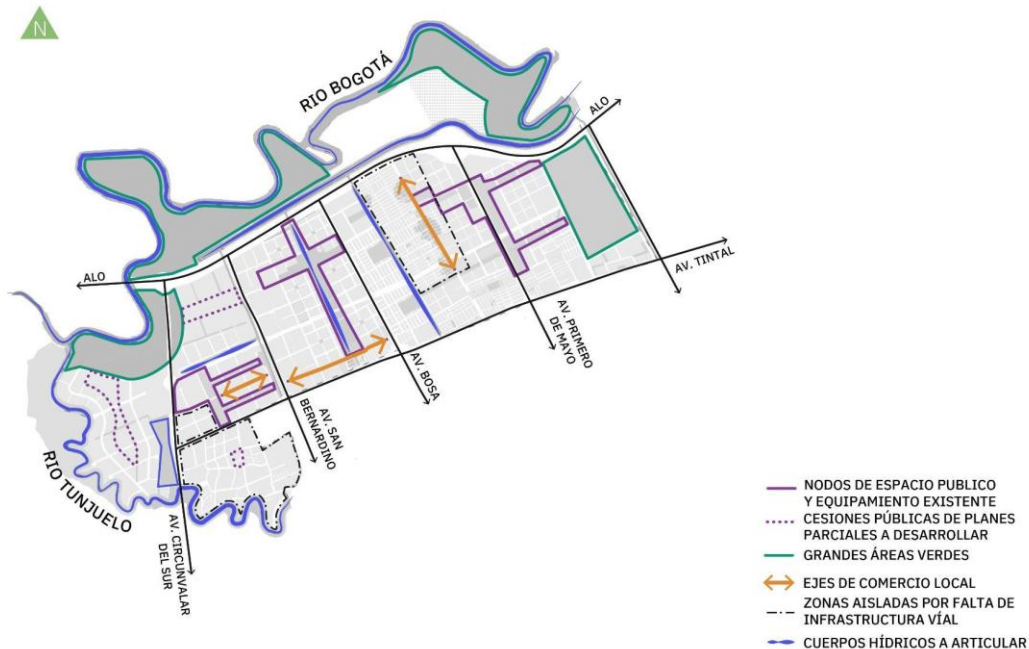 N
RIO BOGOTÁ
ALO
ALO
AV. TINTAL
AV. PRIMERO
DE MAYO
AV. BOSA
AV. SAN
BERNARDINO
RIO TUNJUELO
AV. CIRCUNVALAR
DEL SUR
NODOS DE ESPACIO PUBLICO
Y EQUIPAMIENTO EXISTENTE
CESIONES PÚBLICAS DE PLANES
PARCIALES A DESARROLLAR
GRANDES ÁREAS VERDES
EJES DE COMERCIO LOCAL
ZONAS AISLADAS POR FALTA DE
INFRAESTRUCTURA VÍAL
CUERPOS HÍDRICOS A ARTICULAR